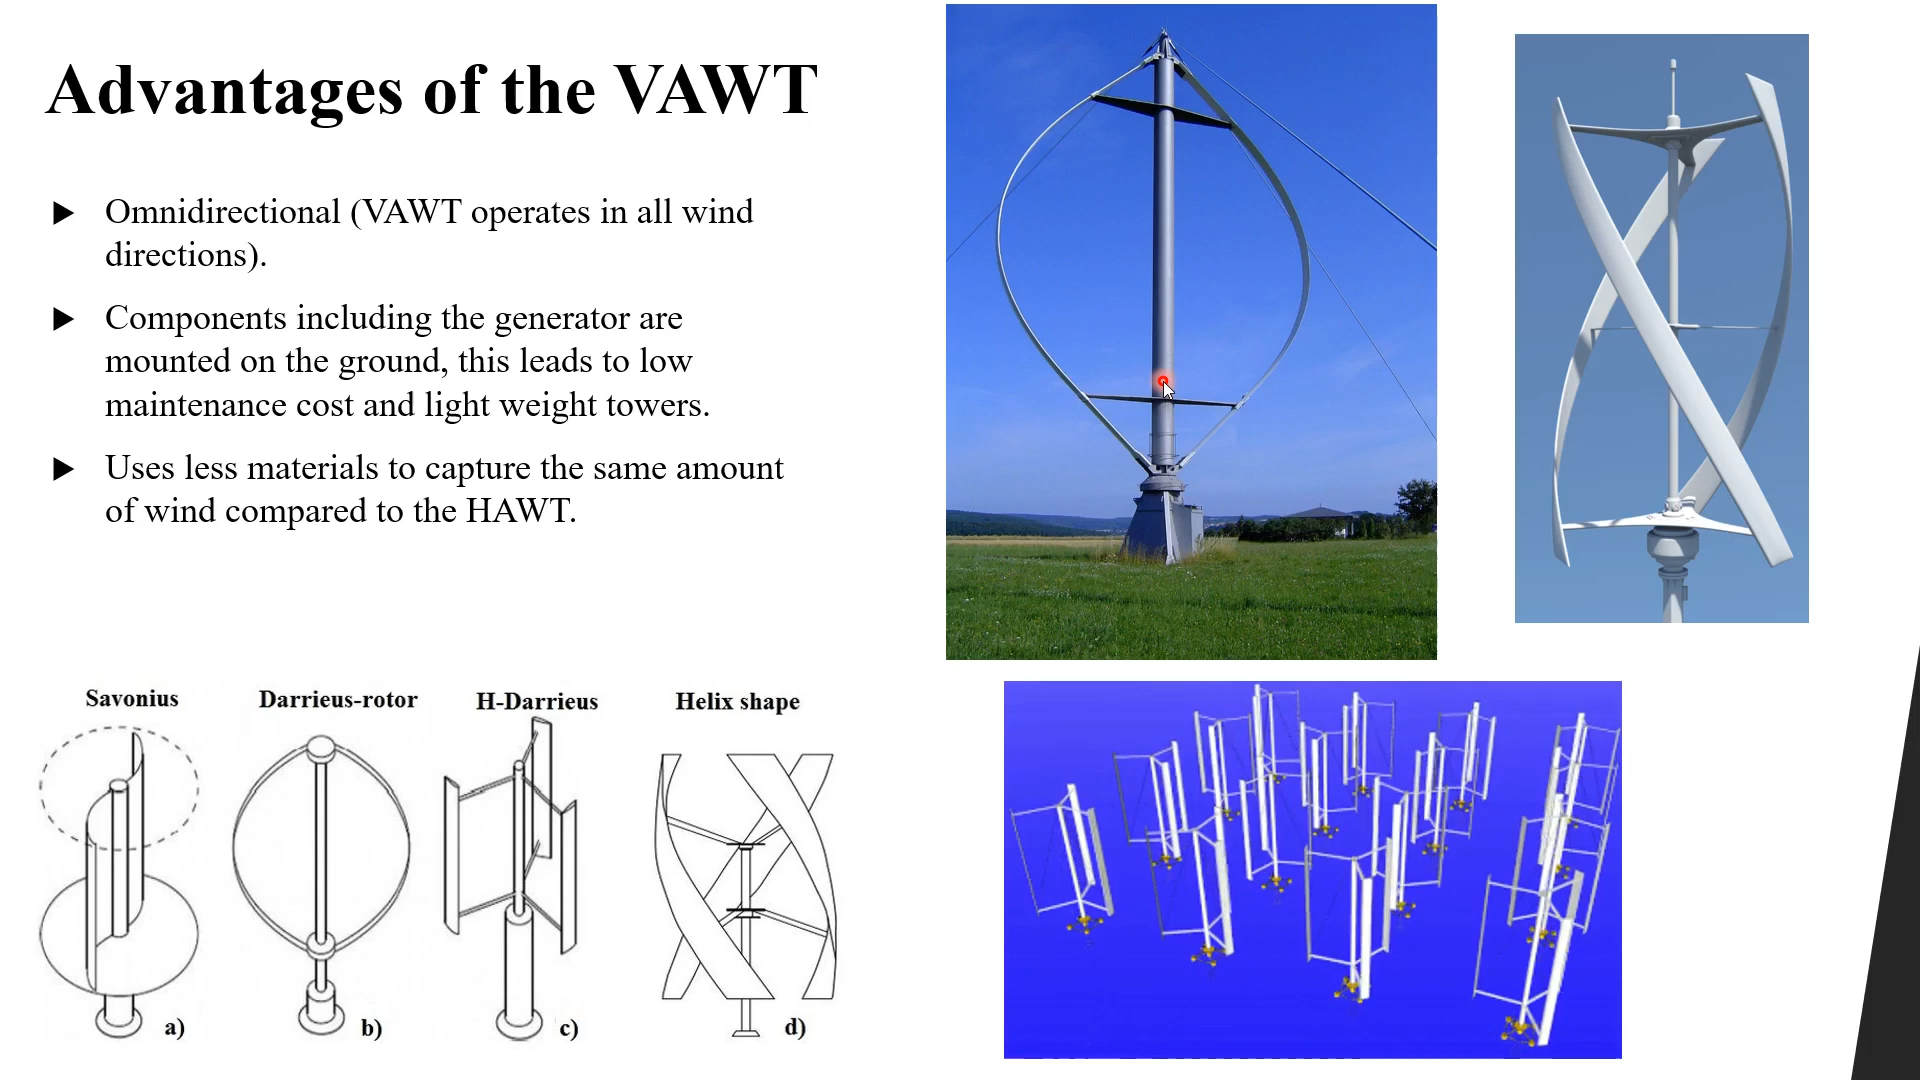 Advantages of the VAWT
Omnidirectional (VAWT operates in all wind
directions).
Components including the generator are
mounted on the ground, this leads to low
maintenance cost and light weight towers.
Uses less materials to capture the same amount
of wind compared to the HAWT.
Savonius
Darrieus-rotor
H-Darrieus
Helix shape
a)
b)
c)
d)